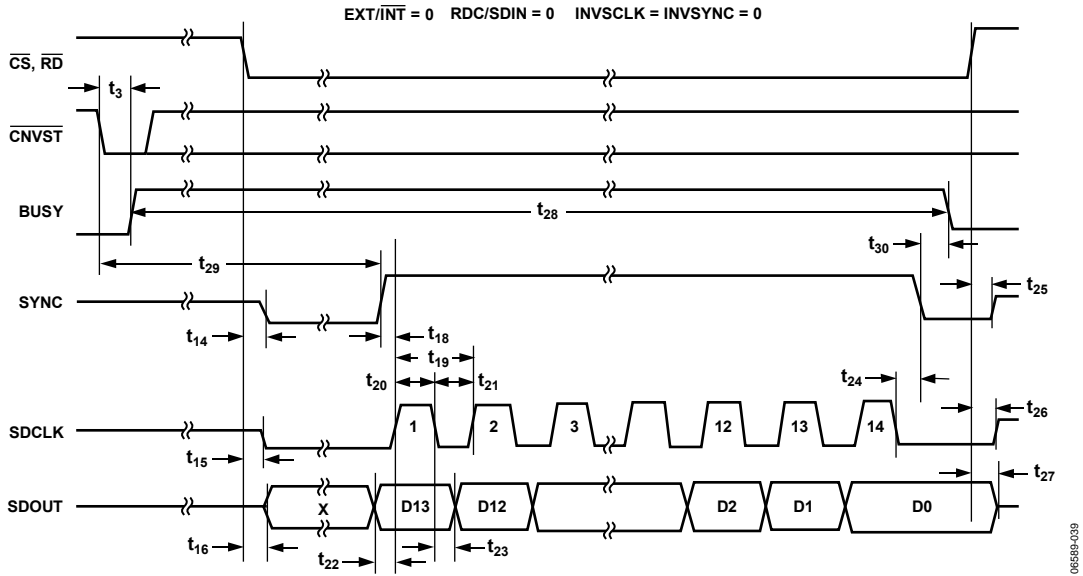 EXT/INT = 0 RDC/SDIN = 0 INVSCLK = INVSYNC = 0
CS, RD
t3
CNVST
BUSY
t28
t30
t29
t25
SYNC
t14
t18
t19
t20
t21
t24
t26
SDCLK
1
2
3
12
13
14
t15
t27
SDOUT
X
D13
D12
D2
D1
D0
t16
t22
t23
06589-039